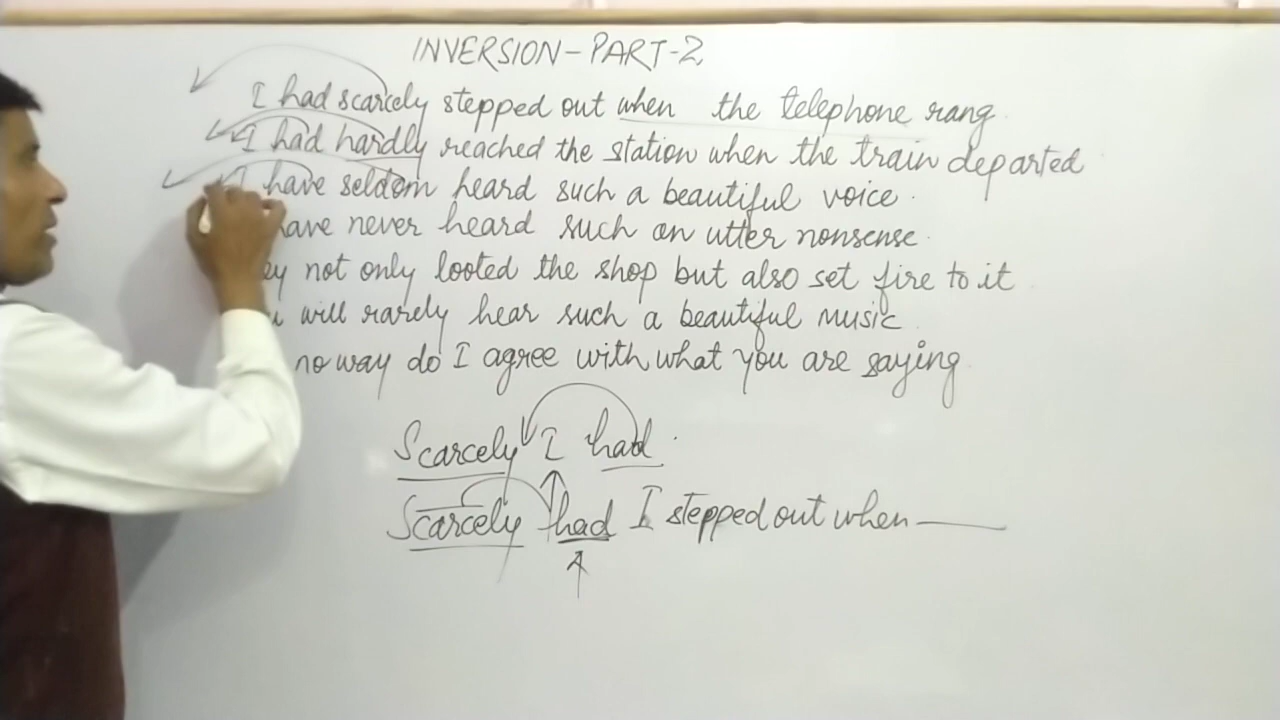 INVERSION-PART-2
I had scarcely stepped out when the telephone rang.
I had hardly reached the station when the train departed
I have seldom heard such a beautiful voice.
have never heard such an utter nonsense.
ey not only looted the shop but also set fire to it.
will rarely hear such a beautiful music.
no way do I agree with what you are saying.
Scarcely I had.
Scarcely had I stepped out when